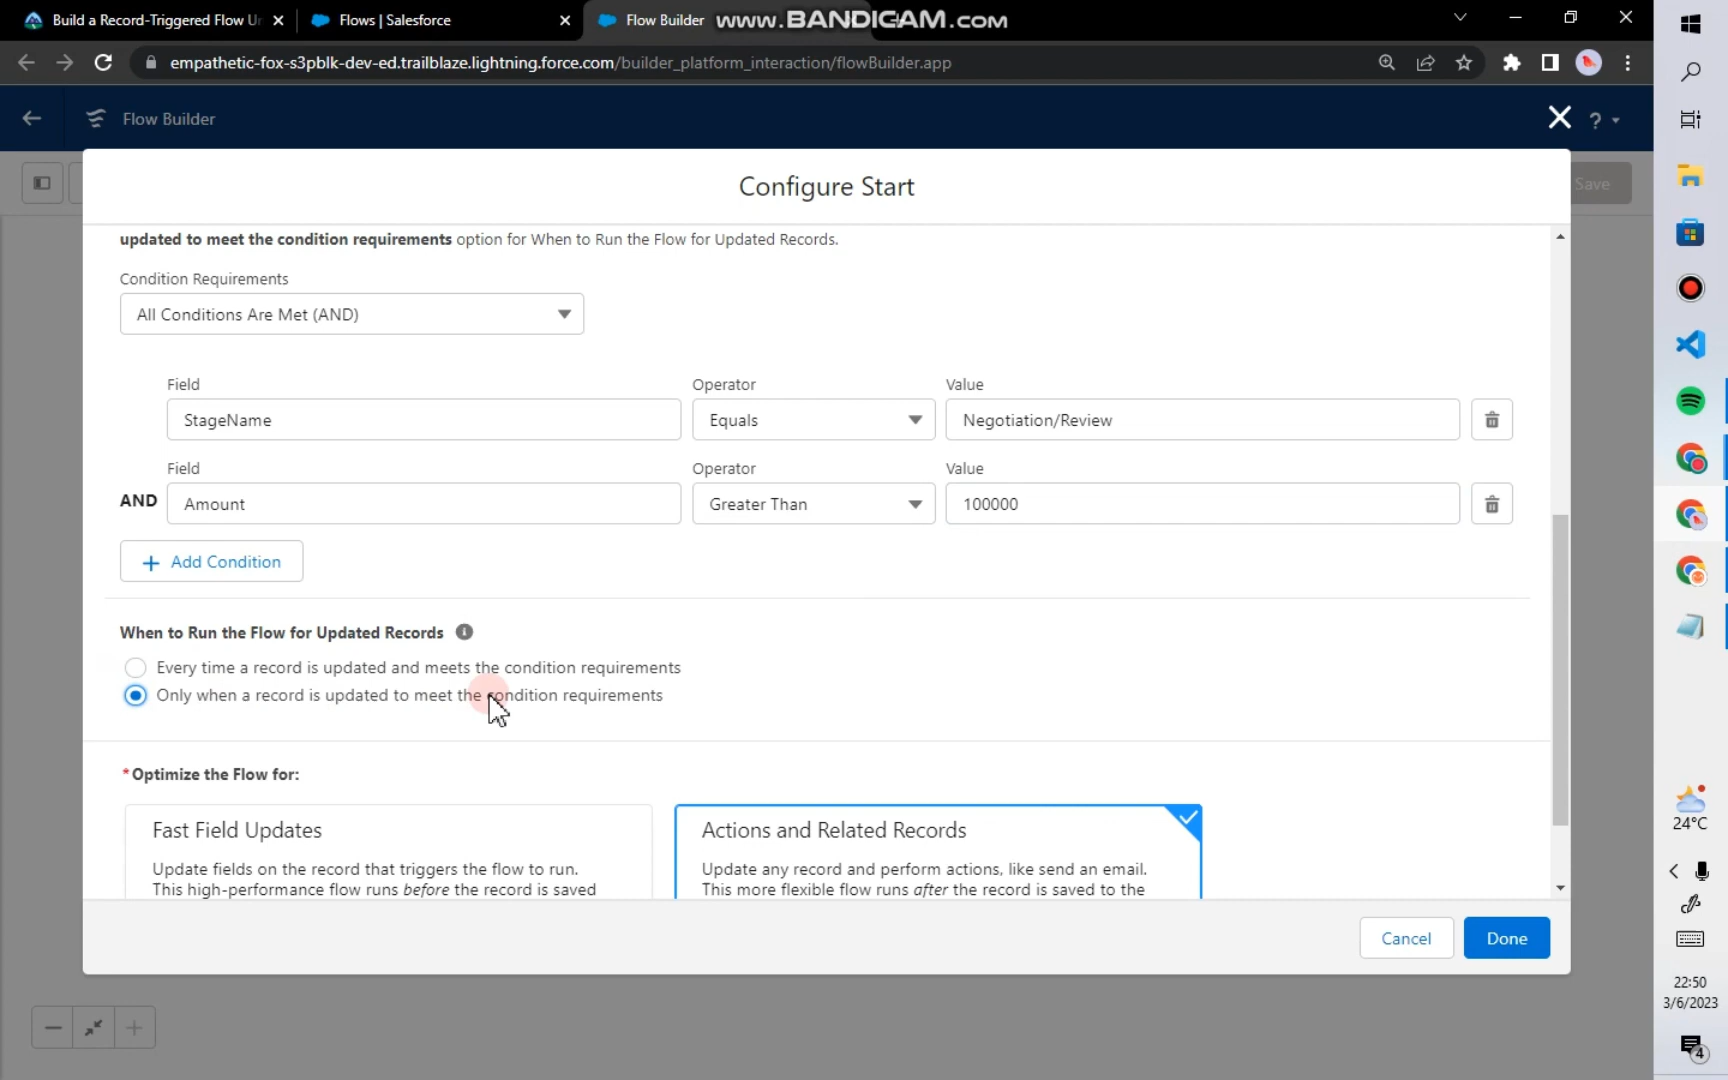 Build a Record-Triggered Flow Ur
Flows | Salesforce
Flow Builder
www.BANDICAM.com
empathetic-fox-s3pblk-dev-ed.trailblaze.lightning.force.com/builder_platform_interaction/flowBuilder.app
Flow Builder
?
Save
Configure Start
updated to meet the condition requirements option for When to Run the Flow for Updated Records.
Condition Requirements
All Conditions Are Met (AND)
Field Operator Value
StageName Equals Negotiation/Review
Field Operator Value
AND Amount Greater Than 100000
+ Add Condition
When to Run the Flow for Updated Records
Every time a record is updated and meets the condition requirements
Only when a record is updated to meet the condition requirements
*Optimize the Flow for:
Fast Field Updates
Update fields on the record that triggers the flow to run.
This high-performance flow runs before the record is saved
Actions and Related Records
Update any record and perform actions, like send an email.
This more flexible flow runs after the record is saved to the
Cancel Done
24°C
22:50
3/6/2023
4